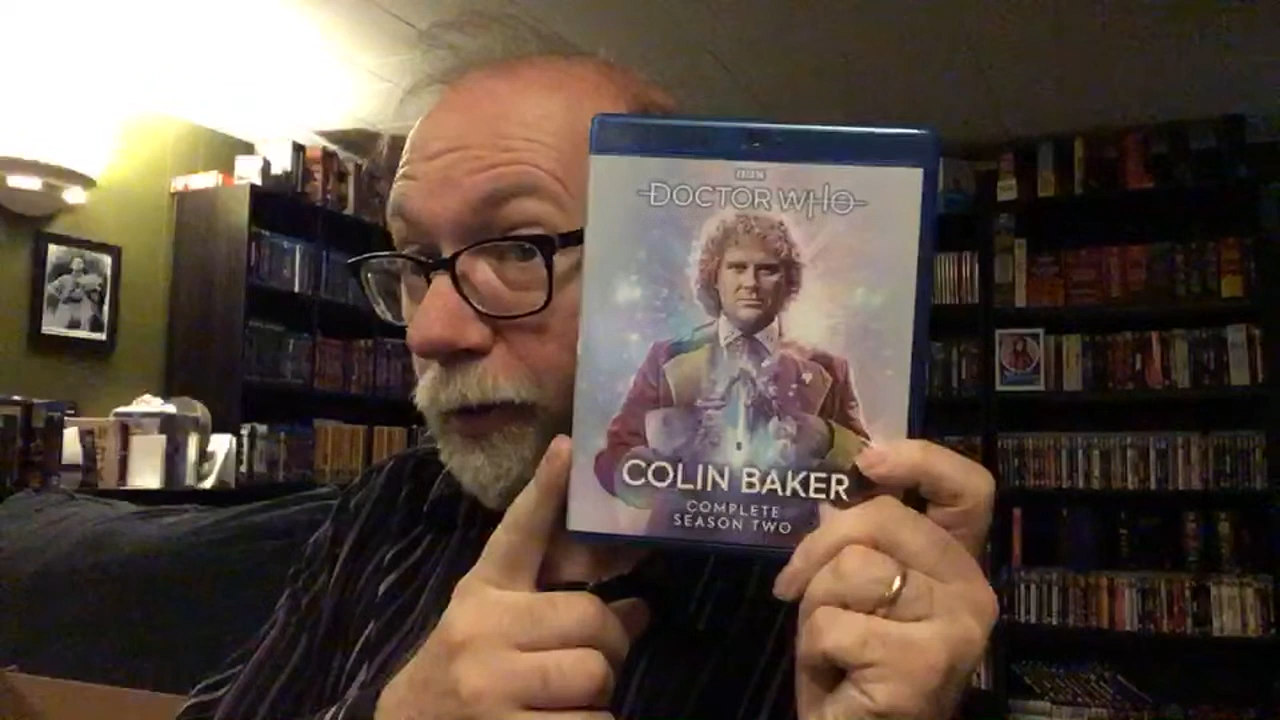 BBC
DOCTOR WHO
COLIN BAKER
COMPLETE
SEASON TWO